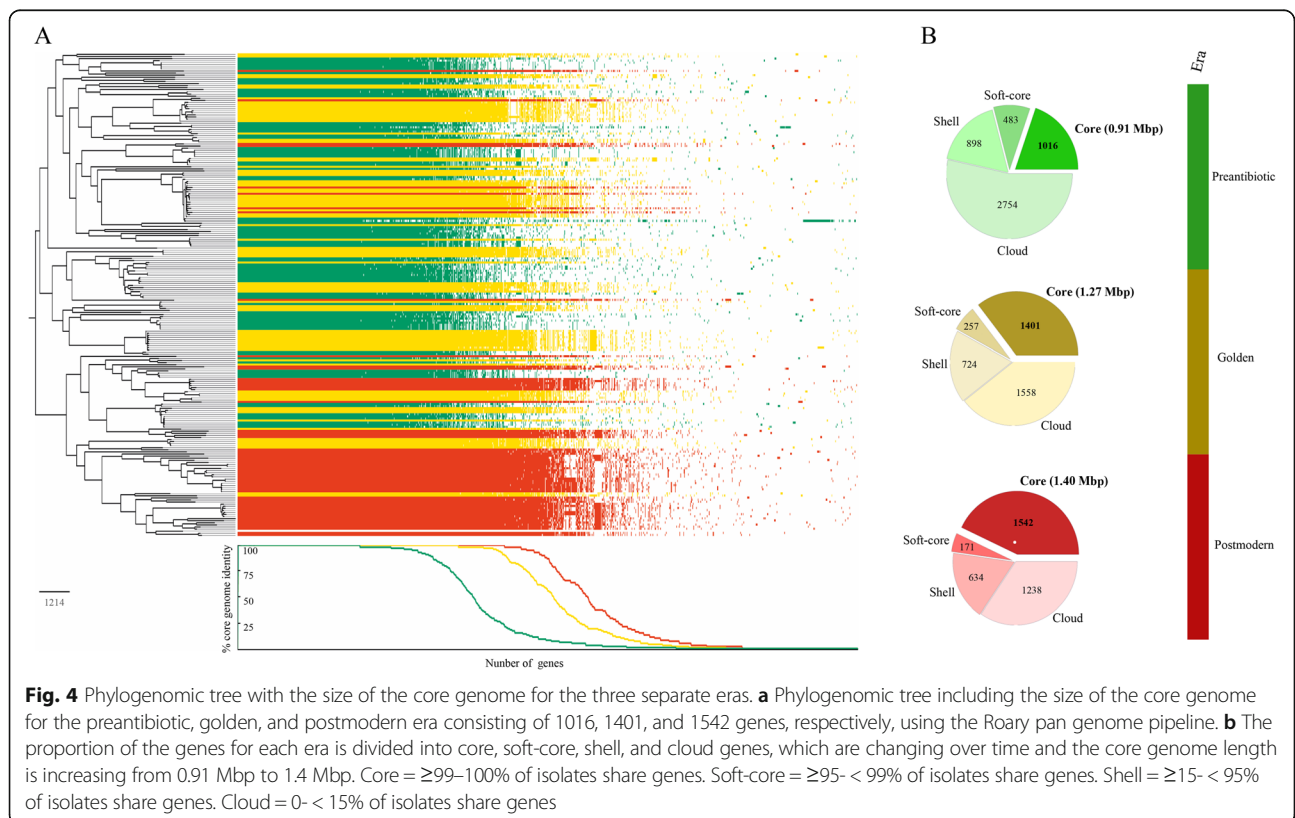 A
B
Era
Soft-core
483
Shell
898
Core (0.91 Mbp)
1016
2754
Cloud
Preantibiotic
Core (1.27 Mbp)
Soft-core
257
1401
724
Shell
1558
Cloud
Golden
Core (1.40 Mbp)
1542
Soft-core
171
634
Shell
1238
Cloud
Postmodern
1214
% core genome identity
100
75
50
25
Number of genes
Fig. 4 Phylogenomic tree with the size of the core genome for the three separate eras. a Phylogenomic tree including the size of the core genome
for the preantibiotic, golden, and postmodern era consisting of 1016, 1401, and 1542 genes, respectively, using the Roary pan genome pipeline. b The
proportion of the genes for each era is divided into core, soft-core, shell, and cloud genes, which are changing over time and the core genome length
is increasing from 0.91 Mbp to 1.4 Mbp. Core = ≥99–100% of isolates share genes. Soft-core = ≥95- < 99% of isolates share genes. Shell = ≥15- < 95%
of isolates share genes. Cloud = 0- < 15% of isolates share genes